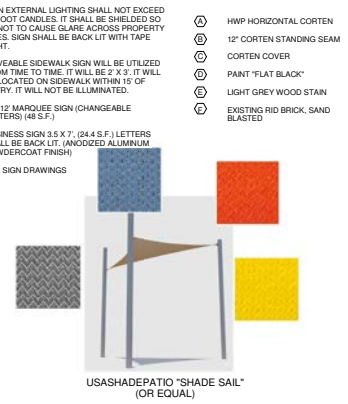 N EXTERNAL LIGHTING SHALL NOT EXCEED
FOOT CANDLES. IT SHALL BE SHIELDED SO
NOT TO CAUSE GLARE ACROSS PROPERTY
ES. SIGN SHALL BE BACK LIT WITH TAPE
HT.
VEABLE SIDEWALK SIGN WILL BE UTILIZED
OM TIME TO TIME. IT WILL BE 2' X 3'. IT WILL
LOCATED ON SIDEWALK WITHIN 15' OF
RY. IT WILL NOT BE ILLUMINATED.
12' MARQUEE SIGN (CHANGEABLE
TERS) (48 S.F.)
SINESS SIGN 3.5 X 7', (24.4 S.F.) LETTERS
ALL BE BACK LIT. (ANODIZED ALUMINUM
WDERCOAT FINISH)
SIGN DRAWINGS
A HWP HORIZONTAL CORTEN
B 12" CORTEN STANDING SEAM
C CORTEN COVER
D PAINT "FLAT BLACK"
E LIGHT GREY WOOD STAIN
F EXISTING RID BRICK, SAND
BLASTED
USASHADEPATIO "SHADE SAIL"
(OR EQUAL)